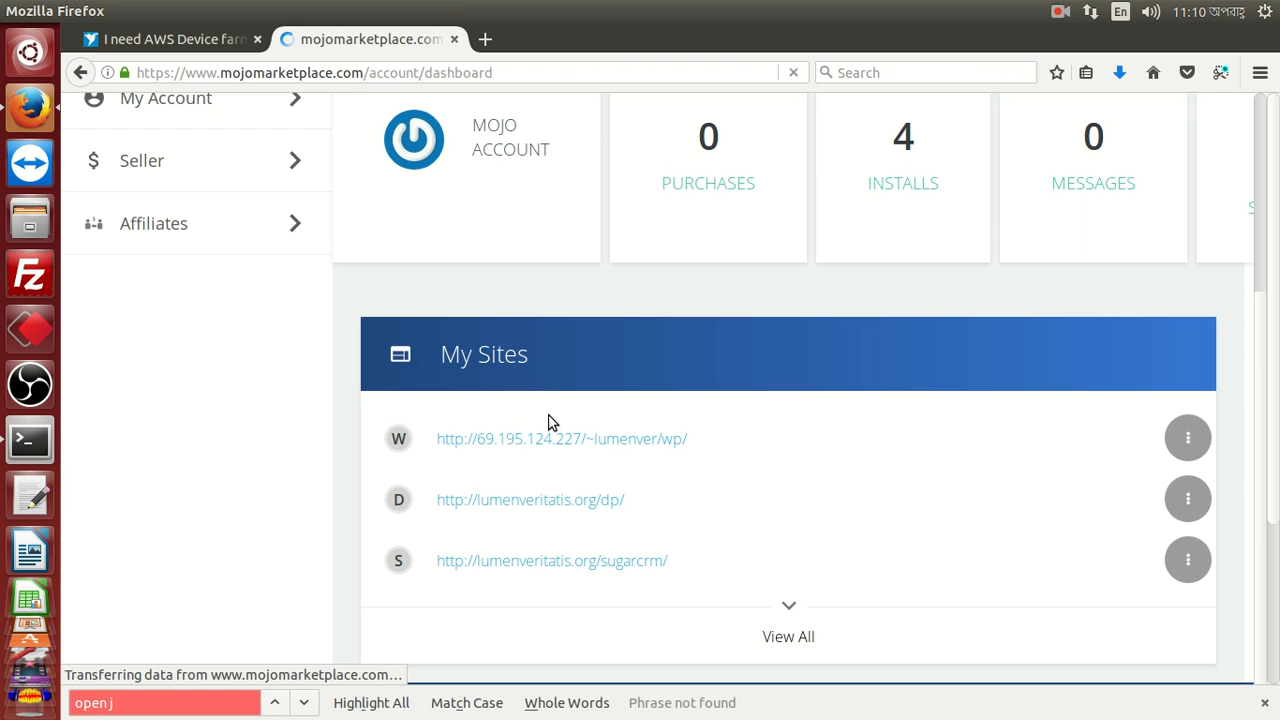 Mozilla Firefox
En
11:10 অপরাহ্ণ
I need AWS Device farm
mojomarketplace.com
https://www.mojomarketplace.com/account/dashboard
Search
My Account
Seller
Affiliates
MOJO
ACCOUNT
0
PURCHASES
4
INSTALLS
0
MESSAGES
My Sites
W
http://69.195.124.227/~lumenver/wp/
D
http://lumenveritatis.org/dp/
S
http://lumenveritatis.org/sugarcrm/
View All
Transferring data from www.mojomarketplace.com...
open j
Highlight All
Match Case
Whole Words
Phrase not found